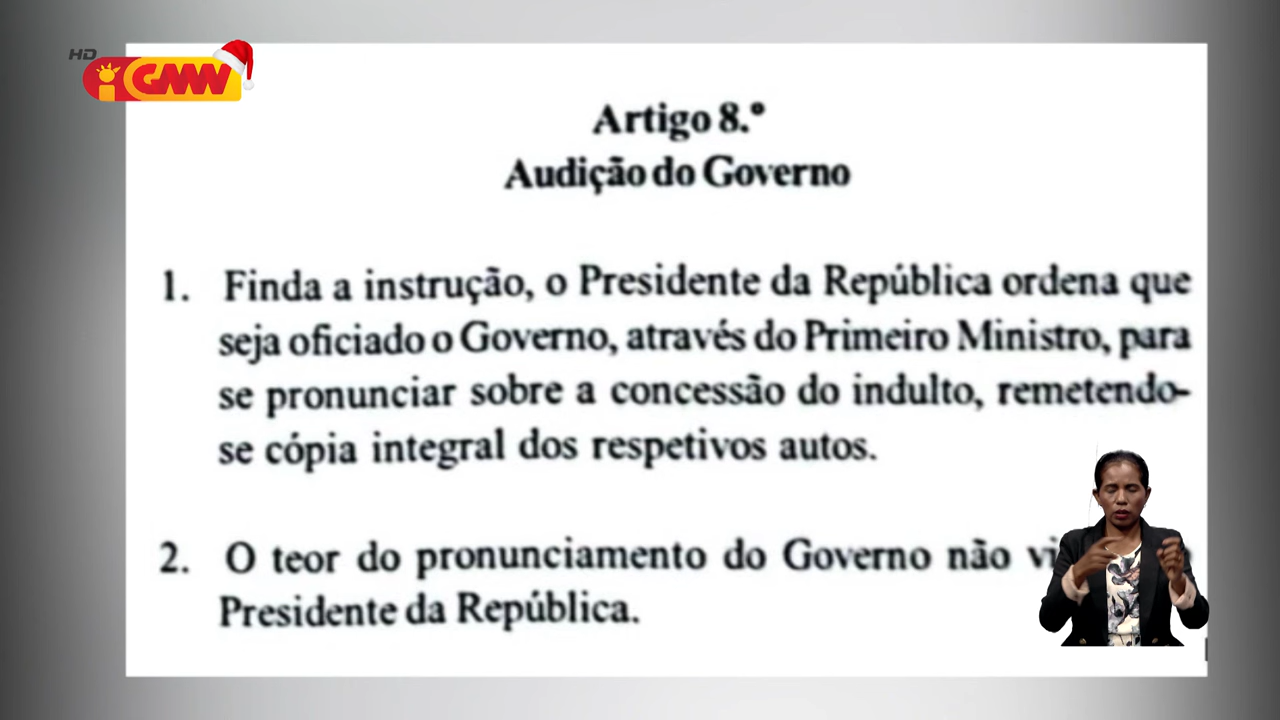 HD
GMN
Artigo 8.º
Audição do Governo
1. Finda a instrução, o Presidente da República ordena que
seja oficiado o Governo, através do Primeiro Ministro, para
se pronunciar sobre a concessão do indulto, remetendo-
se cópia integral dos respetivos autos.
2. O teor do pronunciamento do Governo não
Presidente da República.